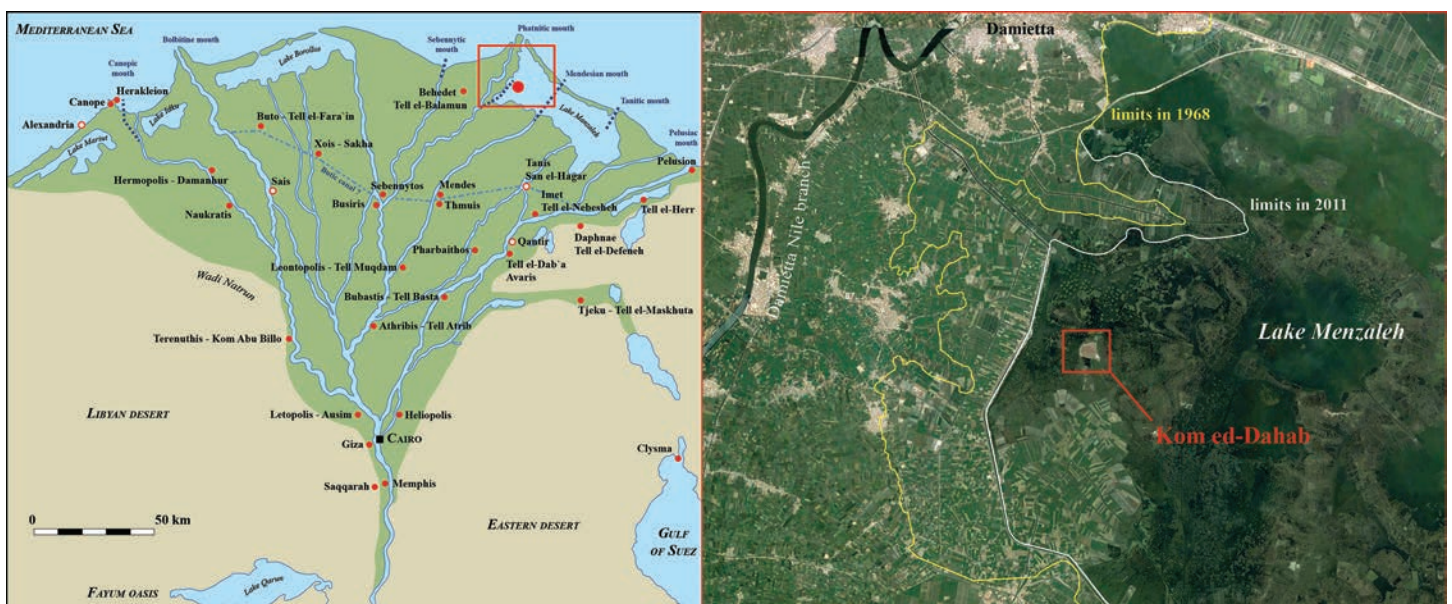 MEDITERRANEAN SEA
Bolbitine mouth
Lake Borollos
Sebennytic
mouth
Phatnitic mouth
Canopic
mouth
Herakleion
Canope
Lake Edku
Alexandria
Lake Mariut
Behedet
Tell el-Balamun
Mendesian mouth
Lake Menzaleh
Tanitic mouth
Pelusiac
mouth
Buto - Tell el-Fara`in
Xois - Sakha
Butic canal ?
Hermopolis - Damanhur
Sais
Naukratis
Sebennytos
Busiris
Mendes
Thmuis
Tanis
San el-Hagar
Imet
Tell el-Nebesheh
Pelusion
Tell el-Herr
Daphnae
Tell el-Defeneh
Pharbaithos
Qantir
Tell el-Dab`a
Avaris
Leontopolis - Tell Muqdam
Wadi Natrun
Bubastis - Tell Basta
Tjeku - Tell el-Maskhuta
Athribis - Tell Atrib
Terenuthis - Kom Abu Billo
LIBYAN DESERT
Letopolis - Ausim
Heliopolis
CAIRO
Giza
Clysma
Saqqarah
Memphis
0
50 km
EASTERN DESERT
GULF
OF SUEZ
Lake Qarun
FAYUM OASIS
Damietta
limits in 1968
Damietta Nile branch
limits in 2011
Lake Menzaleh
Kom ed-Dahab